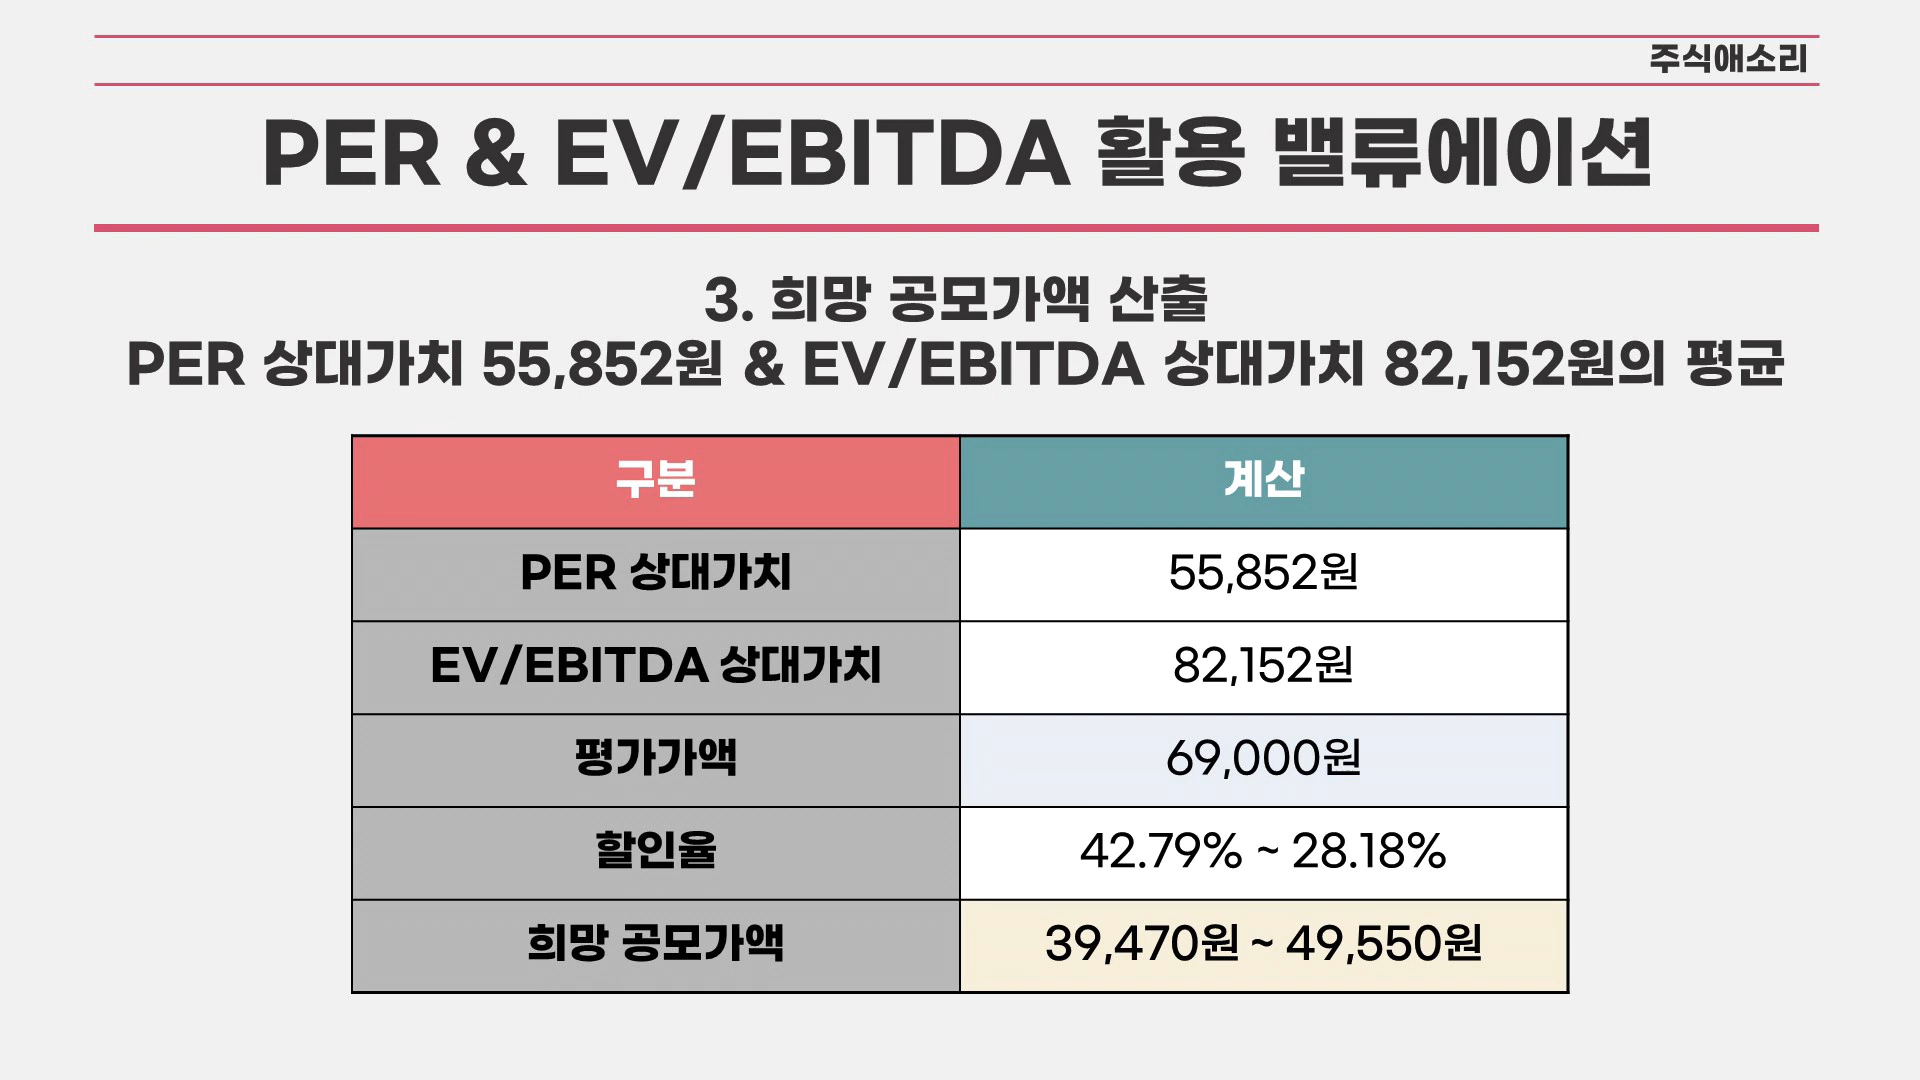 주식애소리
PER & EV/EBITDA 활용 밸류에이션
3. 희망 공모가액 산출
PER 상대가치 55,852원 & EV/EBITDA 상대가치 82,152원의 평균
구분 계산
PER 상대가치 55,852원
EV/EBITDA 상대가치 82,152원
평가가액 69,000원
할인율 42.79% ~ 28.18%
희망 공모가액 39,470원 ~ 49,550원